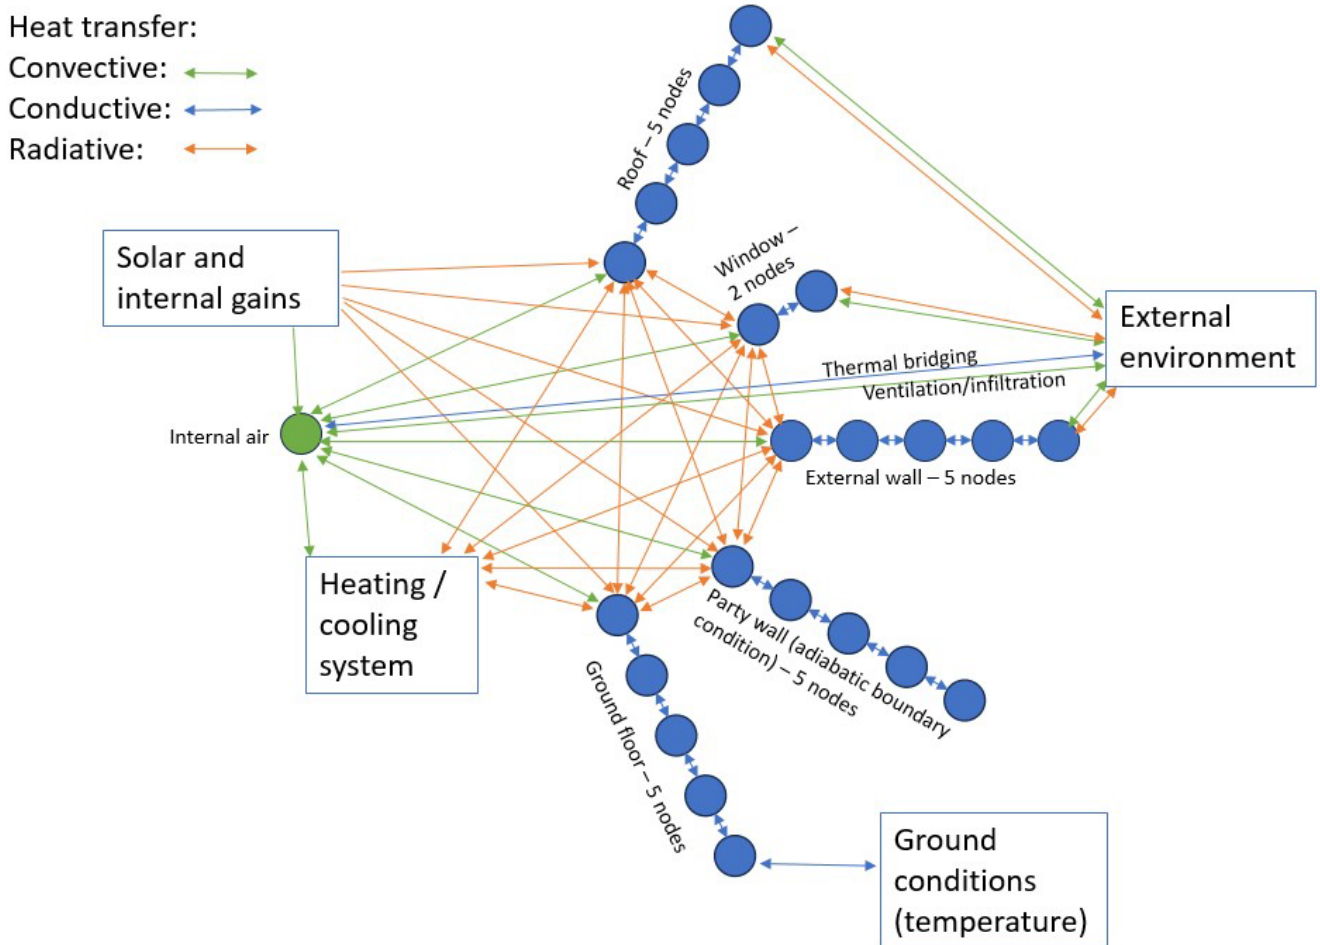 Heat transfer:
Convective:
Conductive:
Radiative:
Roof – 5 nodes
Solar and
internal gains
Window –
2 nodes
External
environment
Thermal bridging
Ventilation/infiltration
Internal air
External wall – 5 nodes
Heating /
cooling
system
Party wall (adiabatic boundary
condition) – 5 nodes
Ground floor – 5 nodes
Ground
conditions
(temperature)